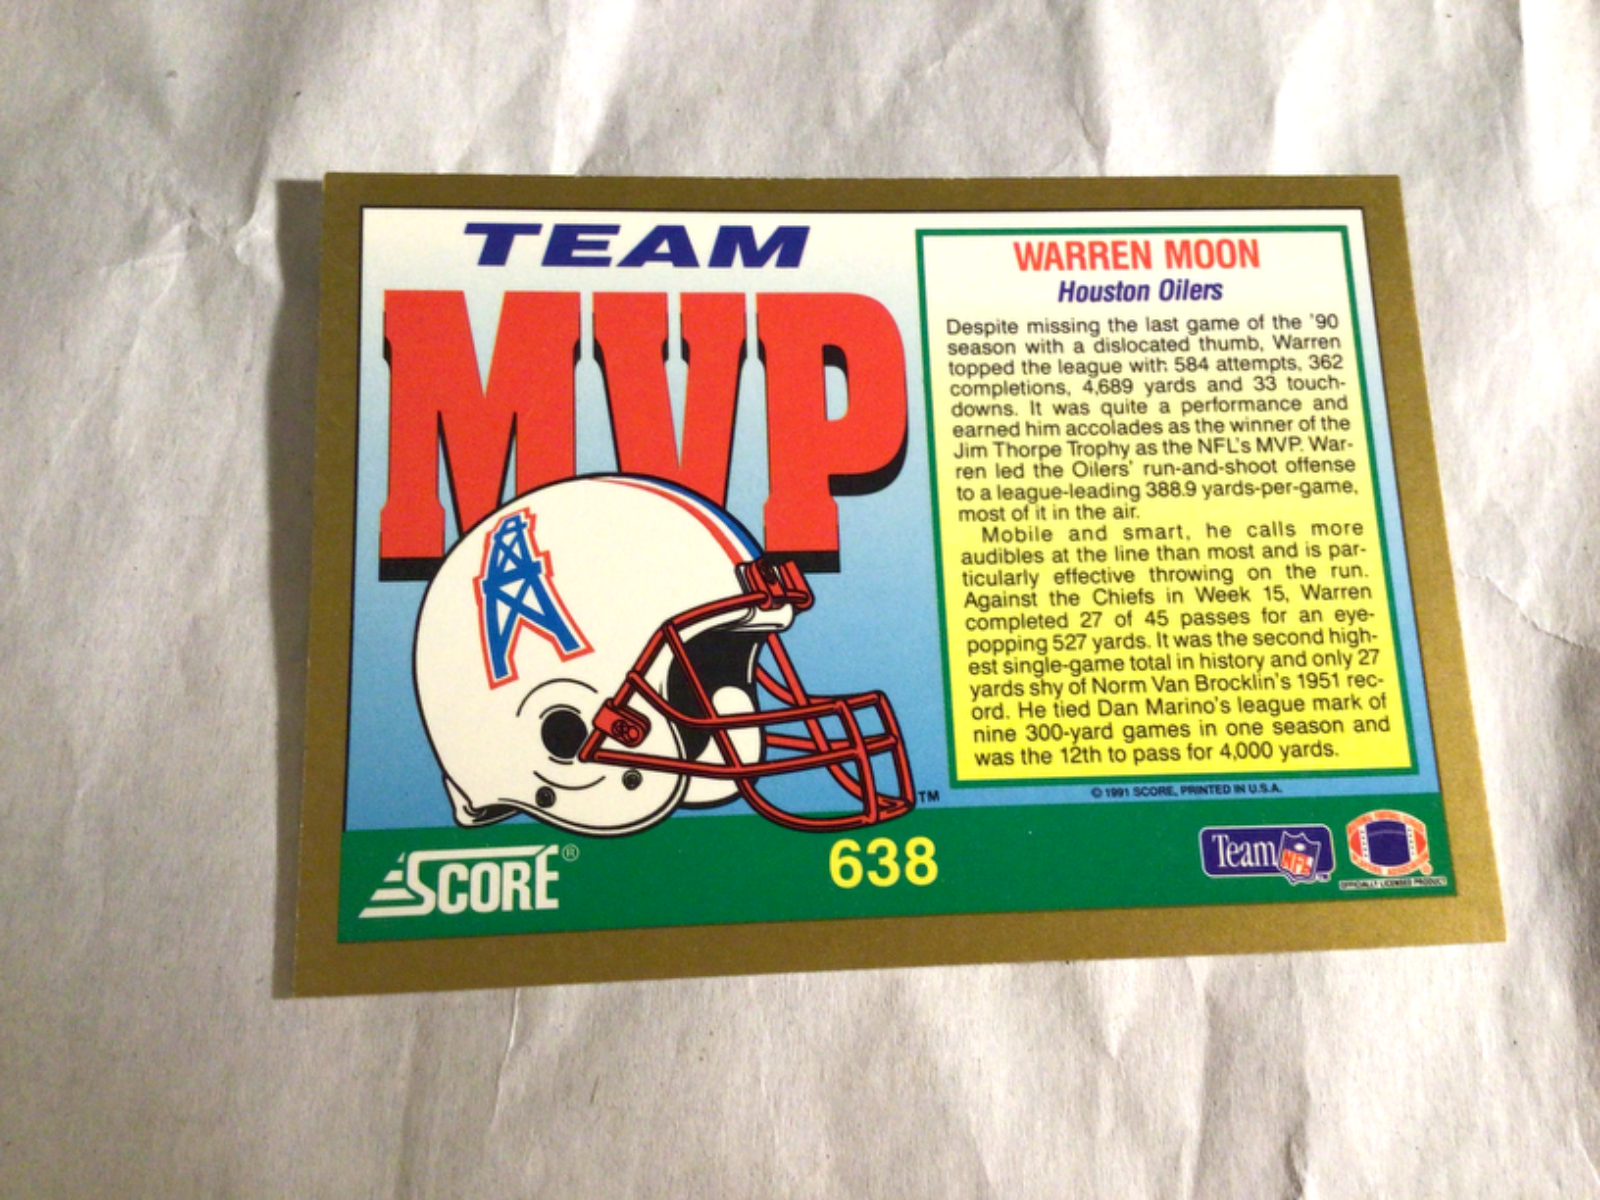 TEAM
MVP
WARREN MOON
Houston Oilers
Despite missing the last game of the '90
season with a dislocated thumb, Warren
topped the league with 584 attempts, 362
completions, 4,689 yards and 33 touch-
downs. It was quite a performance and
earned him accolades as the winner of the
Jim Thorpe Trophy as the NFL's MVP. War-
ren led the Oilers' run-and-shoot offense
to a league-leading 388.9 yards-per-game,
most of it in the air.
Mobile and smart, he calls more
audibles at the line than most and is par-
ticularly effective throwing on the run.
Against the Chiefs in Week 15, Warren
completed 27 of 45 passes for an eye-
popping 527 yards. It was the second high-
est single-game total in history and only 27
yards shy of Norm Van Brocklin's 1951 rec-
ord. He tied Dan Marino's league mark of
nine 300-yard games in one season and
was the 12th to pass for 4,000 yards.
TM
© 1991 SCORE, PRINTED IN U.S.A.
SCORE®
638
Team NFL
OFFICIALLY LICENSED PRODUCT